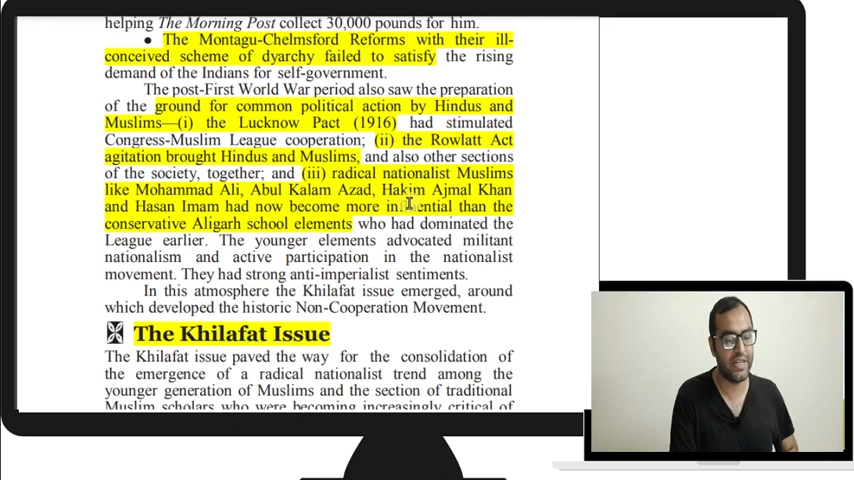 helping The Morning Post collect 30,000 pounds for him.
• The Montagu-Chelmsford Reforms with their ill-
conceived scheme of dyarchy failed to satisfy the rising
demand of the Indians for self-government.
The post-First World War period also saw the preparation
of the ground for common political action by Hindus and
Muslims—(i) the Lucknow Pact (1916) had stimulated
Congress-Muslim League cooperation; (ii) the Rowlatt Act
agitation brought Hindus and Muslims, and also other sections
of the society, together; and (iii) radical nationalist Muslims
like Mohammad Ali, Abul Kalam Azad, Hakim Ajmal Khan
and Hasan Imam had now become more influential than the
conservative Aligarh school elements who had dominated the
League earlier. The younger elements advocated militant
nationalism and active participation in the nationalist
movement. They had strong anti-imperialist sentiments.
In this atmosphere the Khilafat issue emerged, around
which developed the historic Non-Cooperation Movement.
The Khilafat Issue
The Khilafat issue paved the way for the consolidation of
the emergence of a radical nationalist trend among the
younger generation of Muslims and the section of traditional
Muslim scholars who were becoming increasingly critical of